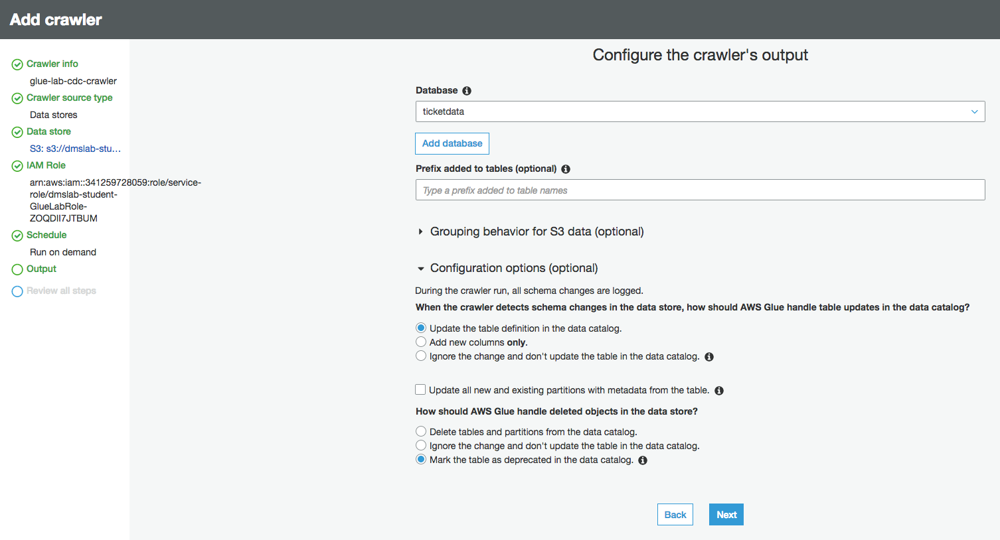 Add crawler
Crawler info
glue-lab-cdc-crawler
Crawler source type
Data stores
Data store
S3: s3://dmslab-stu...
IAM Role
arn:aws:iam::341259728059:role/service-
role/dmslab-student-
GlueLabRole-
ZOQDII7JTBUM
Schedule
Run on demand
Output
Review all steps
Configure the crawler's output
Database
ticketdata
Add database
Prefix added to tables (optional)
Type a prefix added to table names
Grouping behavior for S3 data (optional)
Configuration options (optional)
During the crawler run, all schema changes are logged.
When the crawler detects schema changes in the data store, how should AWS Glue handle table updates in the data catalog?
Update the table definition in the data catalog.
Add new columns only.
Ignore the change and don't update the table in the data catalog.
Update all new and existing partitions with metadata from the table.
How should AWS Glue handle deleted objects in the data store?
Delete tables and partitions from the data catalog.
Ignore the change and don't update the table in the data catalog.
Mark the table as deprecated in the data catalog.
Back
Next